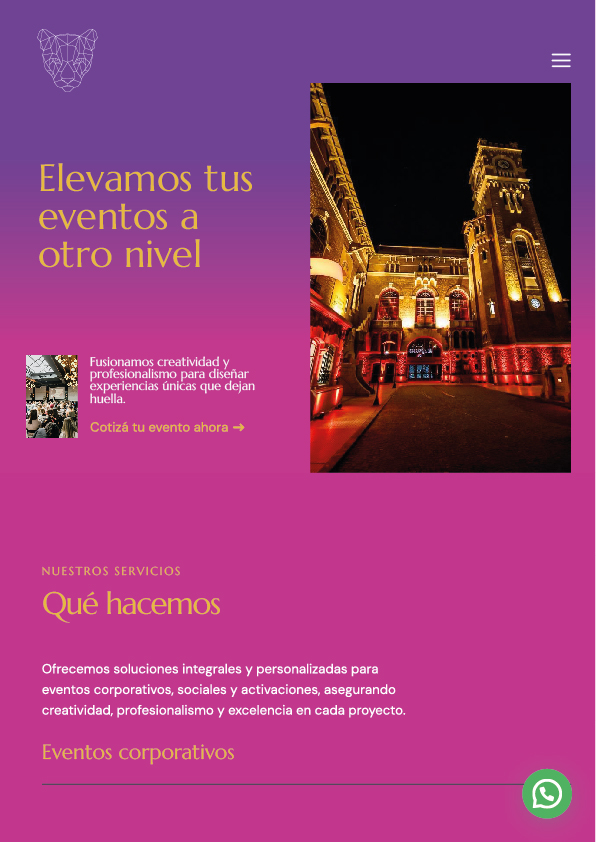 Elevamos tus
eventos a
otro nivel
Fusionamos creatividad y
profesionalismo para diseñar
experiencias únicas que dejan
huella.
Cotizá tu evento ahora ➔
NUESTROS SERVICIOS
Qué hacemos
Ofrecemos soluciones integrales y personalizadas para
eventos corporativos, sociales y activaciones, asegurando
creatividad, profesionalismo y excelencia en cada proyecto.
Eventos corporativos